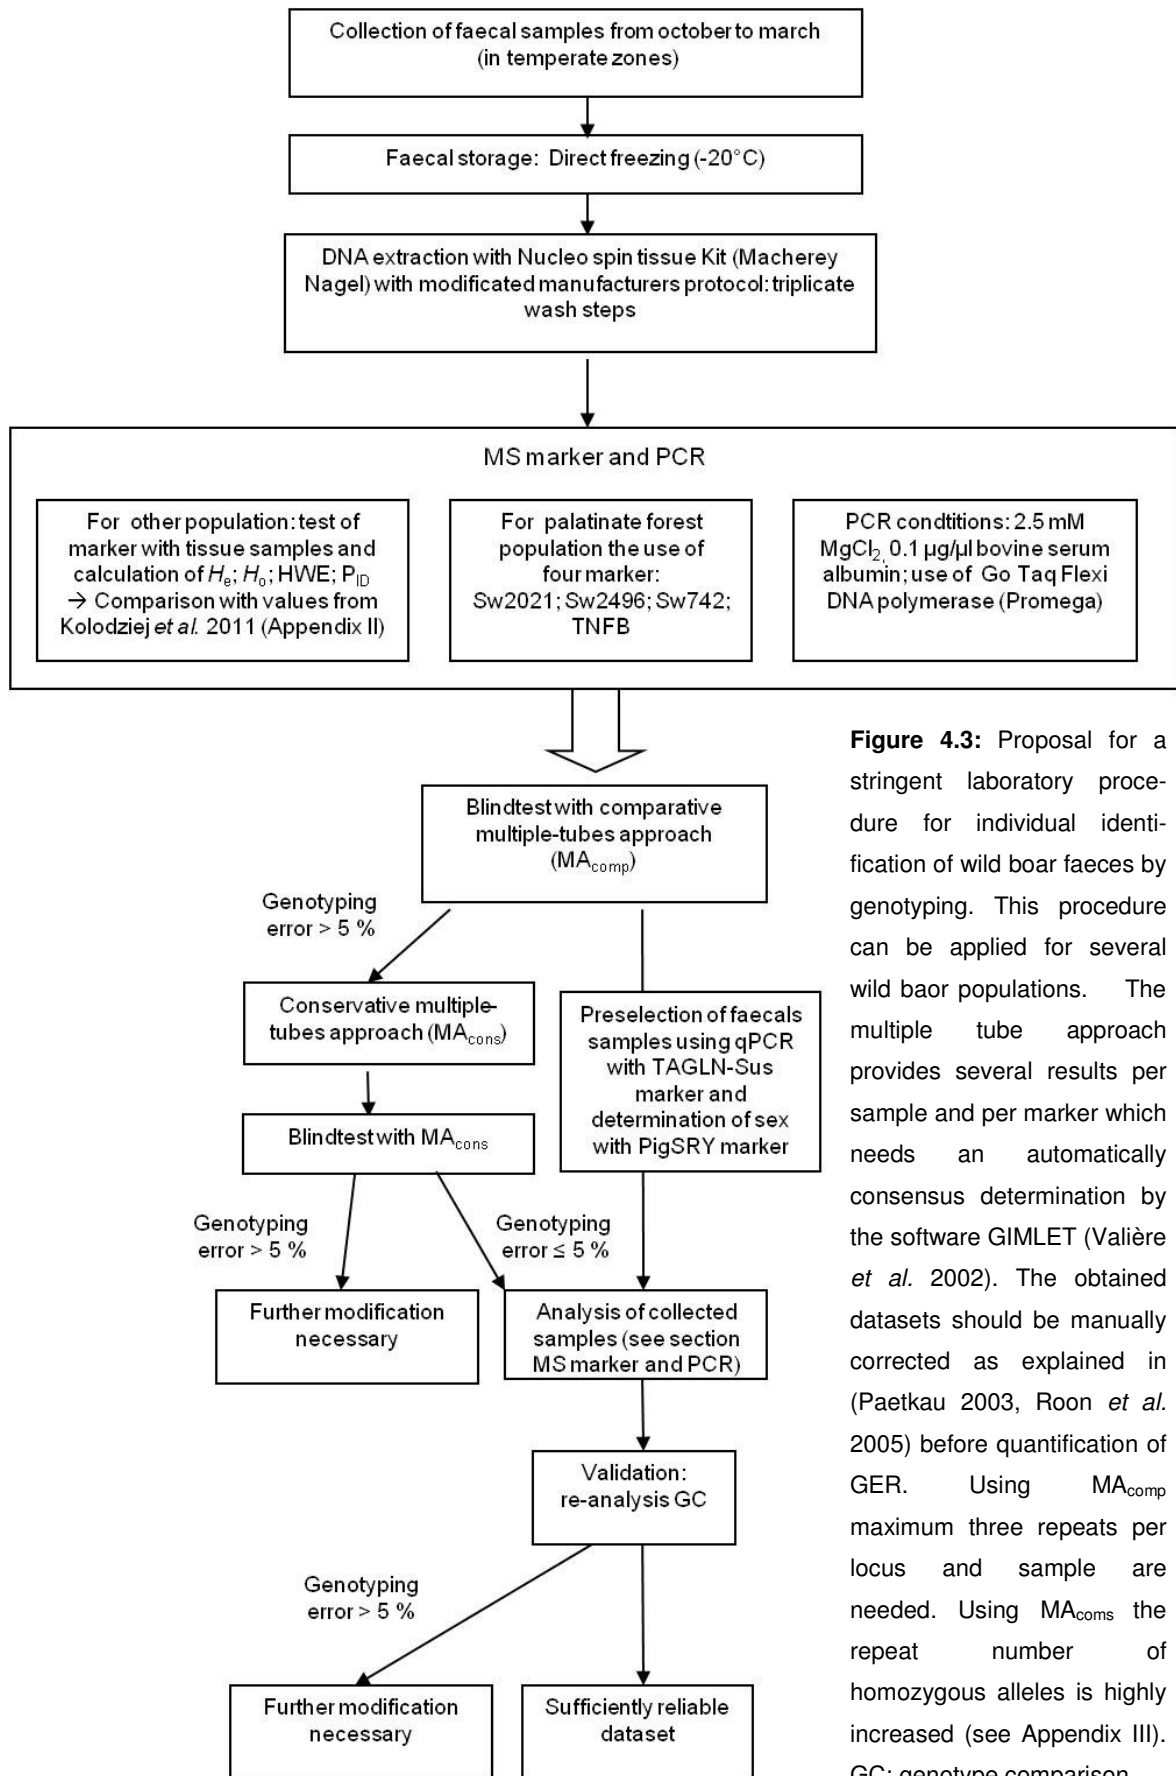 Collection of faecal samples from october to march
(in temperate zones)
Faecal storage: Direct freezing (-20°C)
DNA extraction with Nucleo spin tissue Kit (Macherey
Nagel) with modificated manufacturers protocol: triplicate
wash steps
MS marker and PCR
For other population: test of
marker with tissue samples and
calculation of He; Ho; HWE; PID
→ Comparison with values from
Kolodziej et al. 2011 (Appendix II)
For palatinate forest
population the use of
four marker:
Sw2021; Sw2496; Sw742;
TNFB
PCR condtitions: 2.5 mM
MgCl2, 0.1 µg/µl bovine serum
albumin; use of Go Taq Flexi
DNA polymerase (Promega)
Blindtest with comparative
multiple-tubes approach
(MAcomp)
Genotyping
error > 5 %
Conservative multiple-
tubes approach (MAcons)
Blindtest with MAcons
Preselection of faecals
samples using qPCR
with TAGLN-Sus
marker and
determination of sex
with PigSRY marker
Genotyping
error > 5 %
Genotyping
error ≤ 5 %
Further modification
necessary
Analysis of collected
samples (see section
MS marker and PCR)
Validation:
re-analysis GC
Genotyping
error > 5 %
Further modification
necessary
Sufficiently reliable
dataset
Figure 4.3: Proposal for a
stringent laboratory proce-
dure for individual identi-
fication of wild boar faeces by
genotyping. This procedure
can be applied for several
wild baor populations. The
multiple tube approach
provides several results per
sample and per marker which
needs an automatically
consensus determination by
the software GIMLET (Valière
et al. 2002). The obtained
datasets should be manually
corrected as explained in
(Paetkau 2003, Roon et al.
2005) before quantification of
GER. Using MAcomp
maximum three repeats per
locus and sample are
needed. Using MAcoms the
repeat number of
homozygous alleles is highly
increased (see Appendix III).
GC: genotype comparison